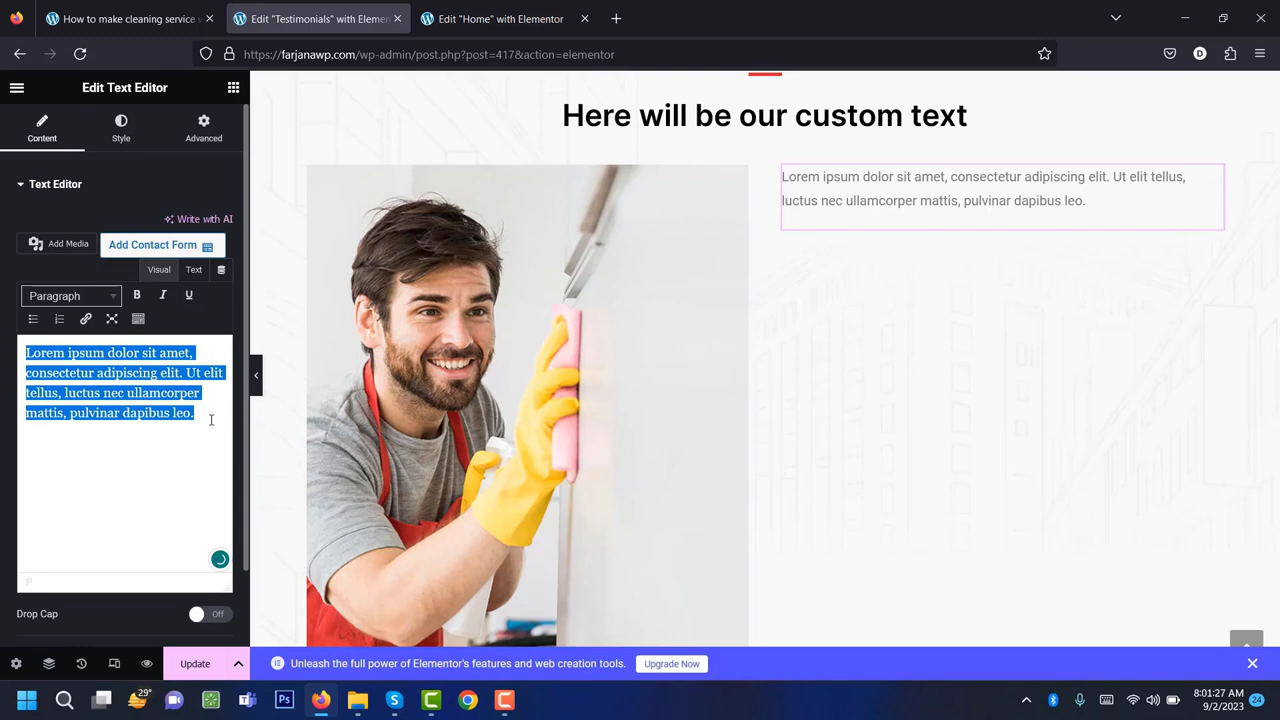 How to make cleaning service
Edit "Testimonials" with Elemen
Edit "Home" with Elementor
https://farjanawp.com/wp-admin/post.php?post=417&action=elementor
D
Edit Text Editor
Content
Style
Advanced
Text Editor
Write with AI
Add Media
Add Contact Form
Visual
Text
Paragraph
B
I
U
Lorem ipsum dolor sit amet,
consectetur adipiscing elit. Ut elit
tellus, luctus nec ullamcorper
mattis, pulvinar dapibus leo.
P
Drop Cap
Off
Update
Here will be our custom text
Lorem ipsum dolor sit amet, consectetur adipiscing elit. Ut elit tellus,
luctus nec ullamcorper mattis, pulvinar dapibus leo.
Unleash the full power of Elementor's features and web creation tools.
Upgrade Now
29°
Ps
8:01:27 AM
9/2/2023
24